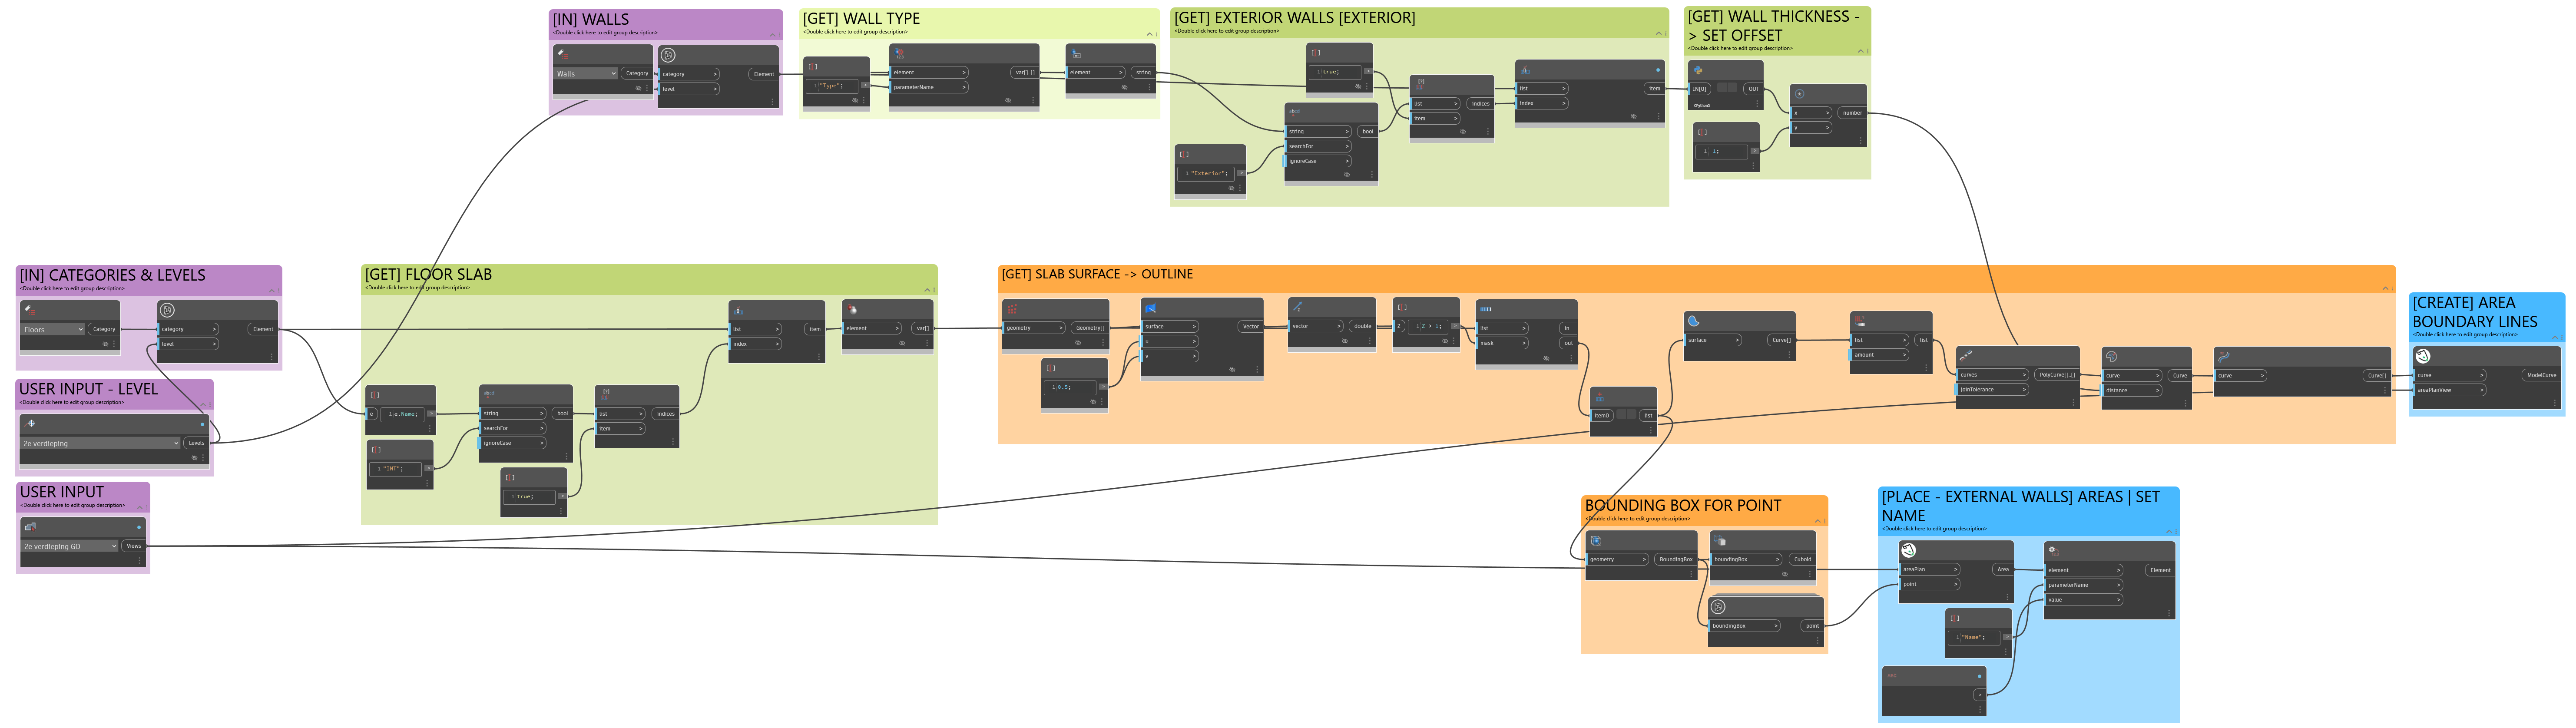 [IN] WALLS
<Double click here to edit group description>
Walls
Category
category >
level >
Element
[GET] WALL TYPE
<Double click here to edit group description>
1 "Type";
element >
parameterName >
var[]..[]
element >
string
[GET] EXTERIOR WALLS [EXTERIOR]
<Double click here to edit group description>
1 true;
1 "Exterior";
string >
searchFor >
ignoreCase >
bool
list >
item >
indices
list >
index >
item
[GET] WALL THICKNESS -
> SET OFFSET
<Double click here to edit group description>
IN[0]
OUT
1 -1;
x >
y >
number
[IN] CATEGORIES & LEVELS
<Double click here to edit group description>
Floors
Category
category >
level >
Element
USER INPUT - LEVEL
<Double click here to edit group description>
2e verdieping
Levels
USER INPUT
<Double click here to edit group description>
2e verdieping GO
Views
[GET] FLOOR SLAB
<Double click here to edit group description>
e
1 e.Name;
1 "INT";
string >
searchFor >
ignoreCase >
bool
1 true;
list >
item >
indices
list >
index >
item
element >
var[]
[GET] SLAB SURFACE -> OUTLINE
geometry >
Geometry[]
1 0.5;
surface >
u >
v >
Vector
vector >
double
Z
1 Z >-1;
list >
mask >
in
out
item0
list
surface >
Curve[]
list >
amount >
list
curves >
joinTolerance >
PolyCurve[]..[]
curve >
distance >
Curve
curve >
Curve[]
[CREATE] AREA
BOUNDARY LINES
<Double click here to edit group description>
curve >
areaPlanView >
ModelCurve
BOUNDING BOX FOR POINT
<Double click here to edit group description>
geometry >
BoundingBox
boundingBox >
Cuboid
boundingBox >
point
[PLACE - EXTERNAL WALLS] AREAS | SET
NAME
<Double click here to edit group description>
areaPlan >
point >
Area
1 "Name";
element >
parameterName >
value >
Element